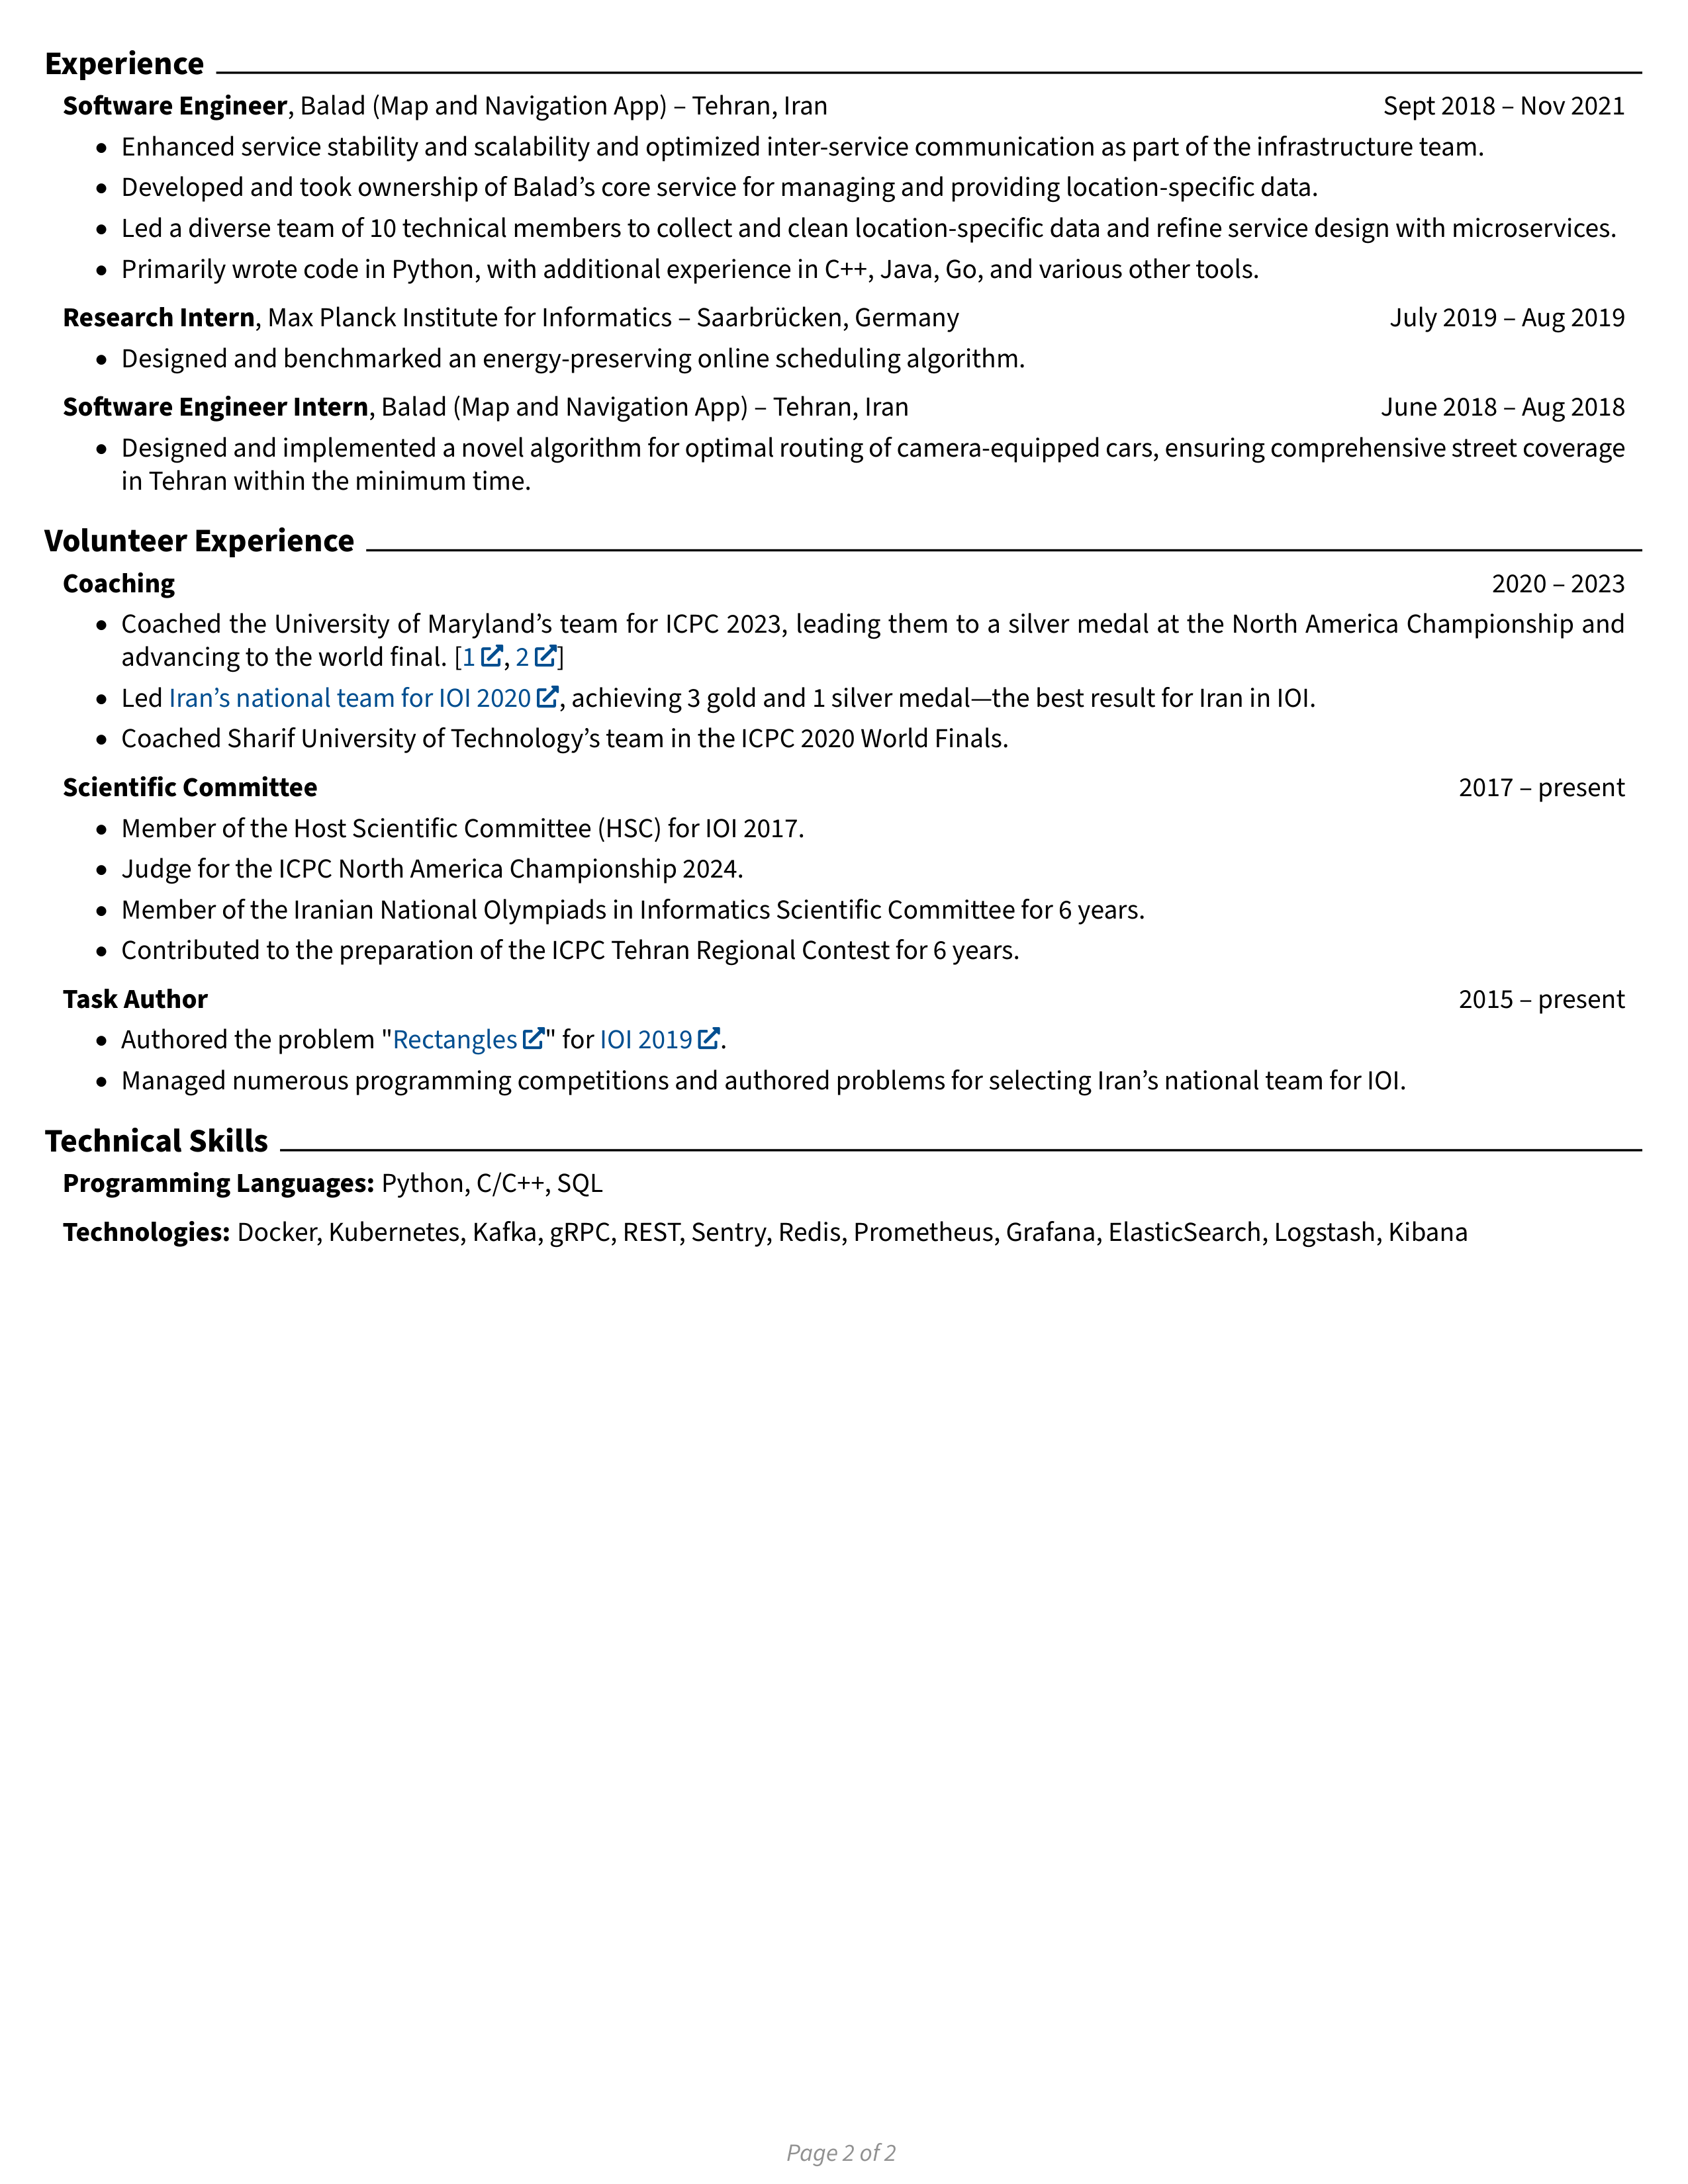 Experience
Software Engineer, Balad (Map and Navigation App) – Tehran, Iran Sept 2018 – Nov 2021
• Enhanced service stability and scalability and optimized inter-service communication as part of the infrastructure team.
• Developed and took ownership of Balad’s core service for managing and providing location-specific data.
• Led a diverse team of 10 technical members to collect and clean location-specific data and refine service design with microservices.
• Primarily wrote code in Python, with additional experience in C++, Java, Go, and various other tools.
Research Intern, Max Planck Institute for Informatics – Saarbrücken, Germany July 2019 – Aug 2019
• Designed and benchmarked an energy-preserving online scheduling algorithm.
Software Engineer Intern, Balad (Map and Navigation App) – Tehran, Iran June 2018 – Aug 2018
• Designed and implemented a novel algorithm for optimal routing of camera-equipped cars, ensuring comprehensive street coverage
in Tehran within the minimum time.
Volunteer Experience
Coaching 2020 – 2023
• Coached the University of Maryland’s team for ICPC 2023, leading them to a silver medal at the North America Championship and
advancing to the world final. [1, 2]
• Led Iran’s national team for IOI 2020, achieving 3 gold and 1 silver medal—the best result for Iran in IOI.
• Coached Sharif University of Technology’s team in the ICPC 2020 World Finals.
Scientific Committee 2017 – present
• Member of the Host Scientific Committee (HSC) for IOI 2017.
• Judge for the ICPC North America Championship 2024.
• Member of the Iranian National Olympiads in Informatics Scientific Committee for 6 years.
• Contributed to the preparation of the ICPC Tehran Regional Contest for 6 years.
Task Author 2015 – present
• Authored the problem "Rectangles" for IOI 2019.
• Managed numerous programming competitions and authored problems for selecting Iran’s national team for IOI.
Technical Skills
Programming Languages: Python, C/C++, SQL
Technologies: Docker, Kubernetes, Kafka, gRPC, REST, Sentry, Redis, Prometheus, Grafana, ElasticSearch, Logstash, Kibana
Page 2 of 2